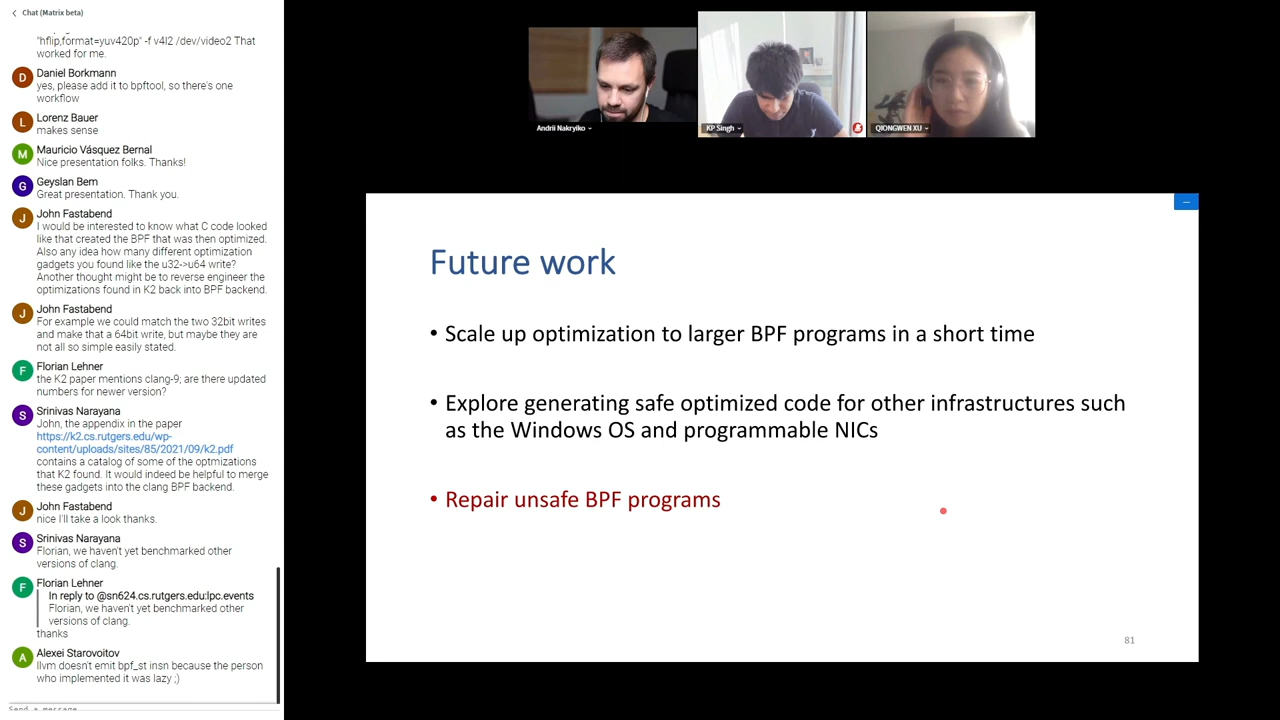 Chat (Matrix beta)
"hflip,format=yuv420p" -f v4l2 /dev/video2 That
worked for me.
D
Daniel Borkmann
yes, please add it to bpftool, so there's one
workflow
L
Lorenz Bauer
makes sense
M
Mauricio Vásquez Bernal
Nice presentation folks. Thanks!
G
Geyslan Bem
Great presentation. Thank you.
J
John Fastabend
I would be interested to know what C code looked
like that created the BPF that was then optimized.
Also any idea how many different optimization
gadgets you found like the u32->u64 write?
Another thought might be to reverse engineer the
optimizations found in K2 back into BPF backend.
J
John Fastabend
For example we could match the two 32bit writes
and make that a 64bit write, but maybe they are
not all so simple easily stated.
F
Florian Lehner
the K2 paper mentions clang-9; are there updated
numbers for newer version?
S
Srinivas Narayana
John, the appendix in the paper
https://k2.cs.rutgers.edu/wp-
content/uploads/sites/85/2021/09/k2.pdf
contains a catalog of some of the optmizations
that K2 found. It would indeed be helpful to merge
these gadgets into the clang BPF backend.
J
John Fastabend
nice I'll take a look thanks.
S
Srinivas Narayana
Florian, we haven't yet benchmarked other
versions of clang.
F
Florian Lehner
In reply to @sn624.cs.rutgers.edu:lpc.events
Florian, we haven't yet benchmarked other
versions of clang.
thanks
A
Alexei Starovoitov
llvm doesn't emit bpf_st insn because the person
who implemented it was lazy ;)
Send a message
Andrii Nakryiko
KP Singh
QIONGWEN XU
Future work
• Scale up optimization to larger BPF programs in a short time
• Explore generating safe optimized code for other infrastructures such
as the Windows OS and programmable NICs
• Repair unsafe BPF programs
81